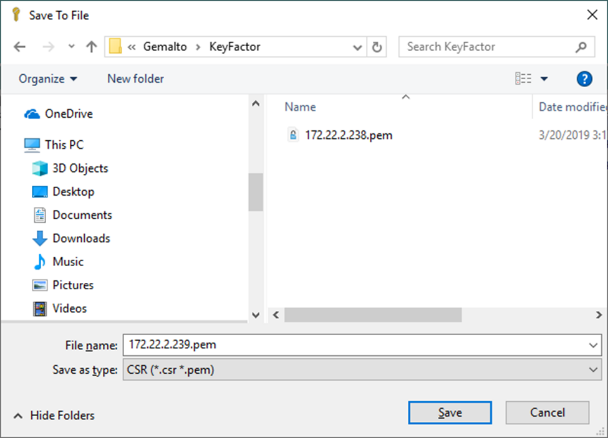 Save To File
« Gemalto > KeyFactor
Search KeyFactor
Organize
New folder
OneDrive
This PC
3D Objects
Desktop
Documents
Downloads
Music
Pictures
Videos
Name
Date modifie
172.22.2.238.pem
3/20/2019 3:1
File name:
172.22.2.239.pem
Save as type:
CSR (*.csr *.pem)
Hide Folders
Save
Cancel